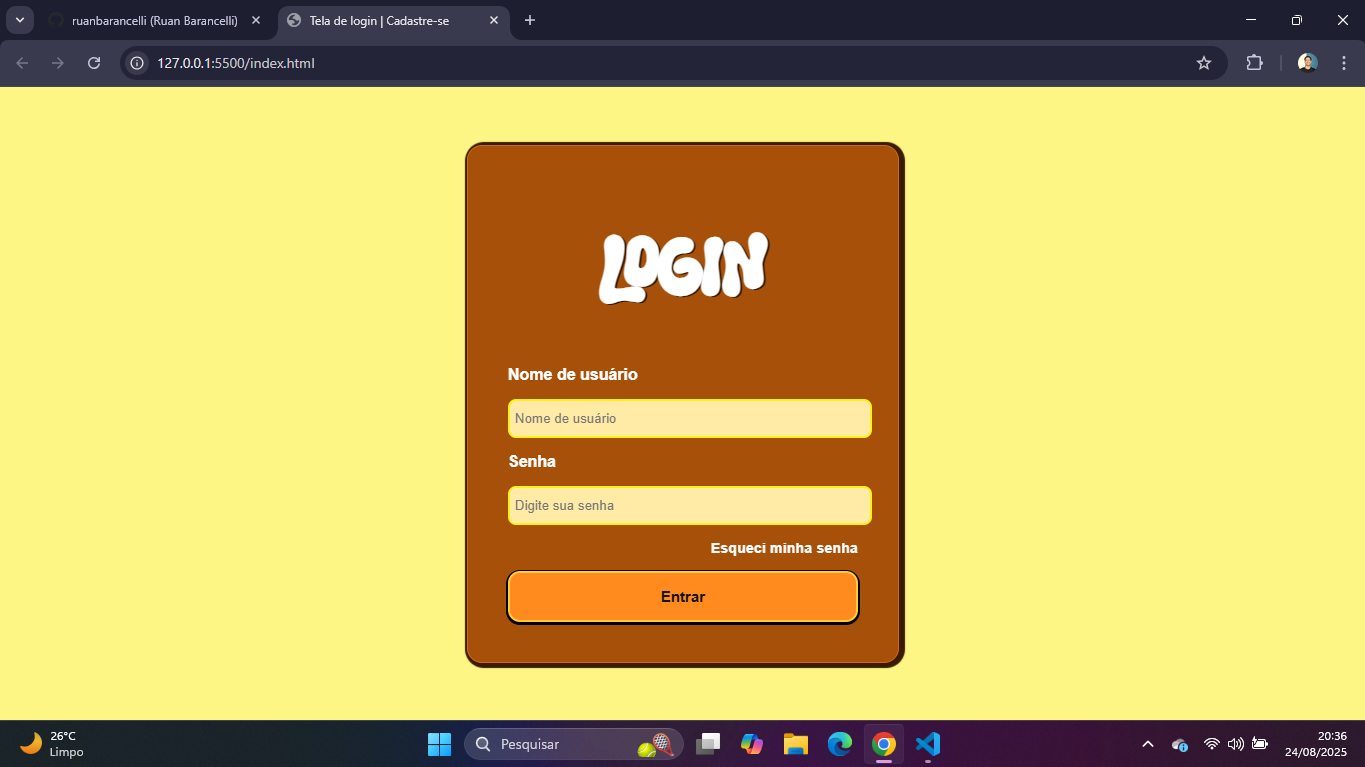 ruanbarancelli (Ruan Barancelli)
Tela de login | Cadastre-se
127.0.0.1:5500/index.html
LOGIN
Nome de usuário
Nome de usuário
Senha
Digite sua senha
Esqueci minha senha
Entrar
26°C
Limpo
Pesquisar
20:36
24/08/2025